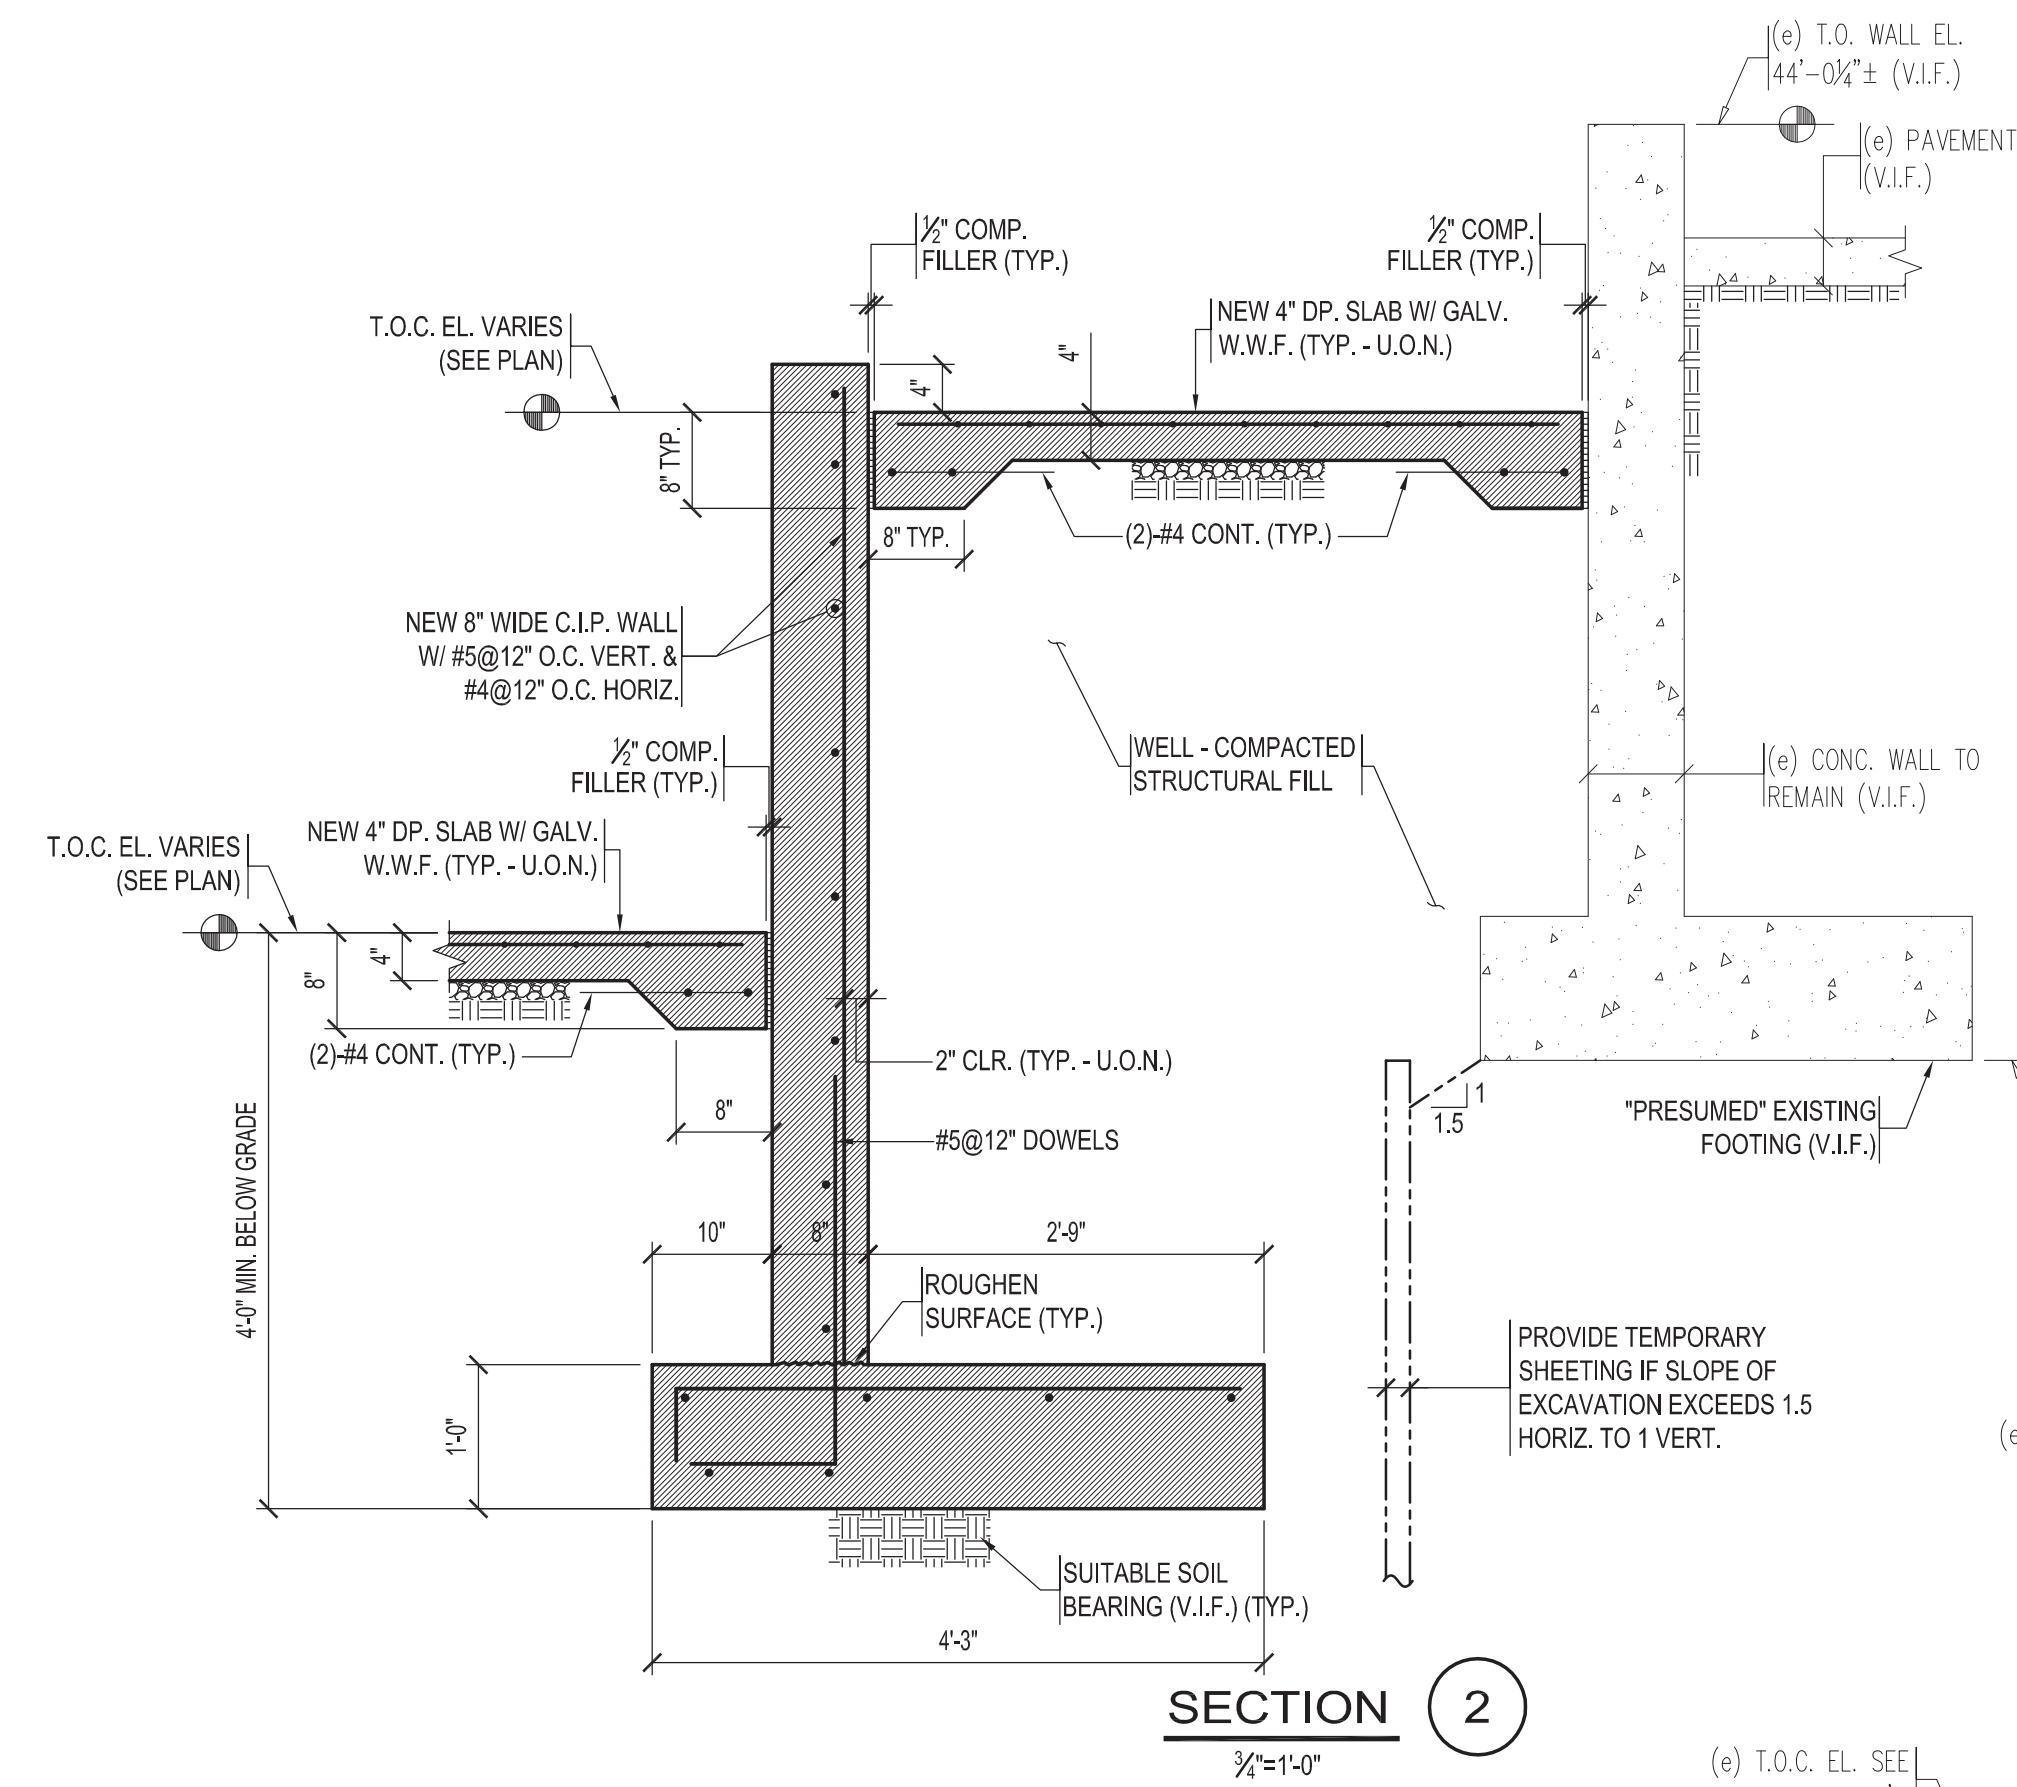 (e) T.O. WALL EL.
44'-0¼"± (V.I.F.)
(e) PAVEMENT
(V.I.F.)
½" COMP.
FILLER (TYP.)
½" COMP.
FILLER (TYP.)
T.O.C. EL. VARIES
(SEE PLAN)
NEW 4" DP. SLAB W/ GALV.
W.W.F. (TYP. - U.O.N.)
4"
4"
8" TYP.
8" TYP.
(2)-#4 CONT. (TYP.)
NEW 8" WIDE C.I.P. WALL
W/ #5@12" O.C. VERT. &
#4@12" O.C. HORIZ.
½" COMP.
FILLER (TYP.)
WELL - COMPACTED
STRUCTURAL FILL
(e) CONC. WALL TO
REMAIN (V.I.F.)
NEW 4" DP. SLAB W/ GALV.
W.W.F. (TYP. - U.O.N.)
T.O.C. EL. VARIES
(SEE PLAN)
4"
8"
(2)-#4 CONT. (TYP.)
2" CLR. (TYP. - U.O.N.)
8"
#5@12" DOWELS
1
1.5
"PRESUMED" EXISTING
FOOTING (V.I.F.)
4'-0" MIN. BELOW GRADE
10"
8"
2'-9"
ROUGHEN
SURFACE (TYP.)
1'-0"
PROVIDE TEMPORARY
SHEETING IF SLOPE OF
EXCAVATION EXCEEDS 1.5
HORIZ. TO 1 VERT.
(e
SUITABLE SOIL
BEARING (V.I.F.) (TYP.)
4'-3"
SECTION 2
¾"=1'-0"
(e) T.O.C. EL. SEE